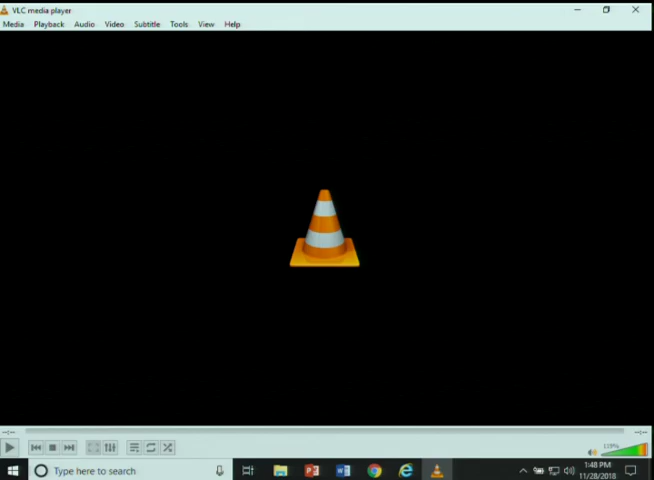 VLC media player
Media Playback Audio Video Subtitle Tools View Help
--:-- --:--
119%
Type here to search
1:48 PM
11/28/2018